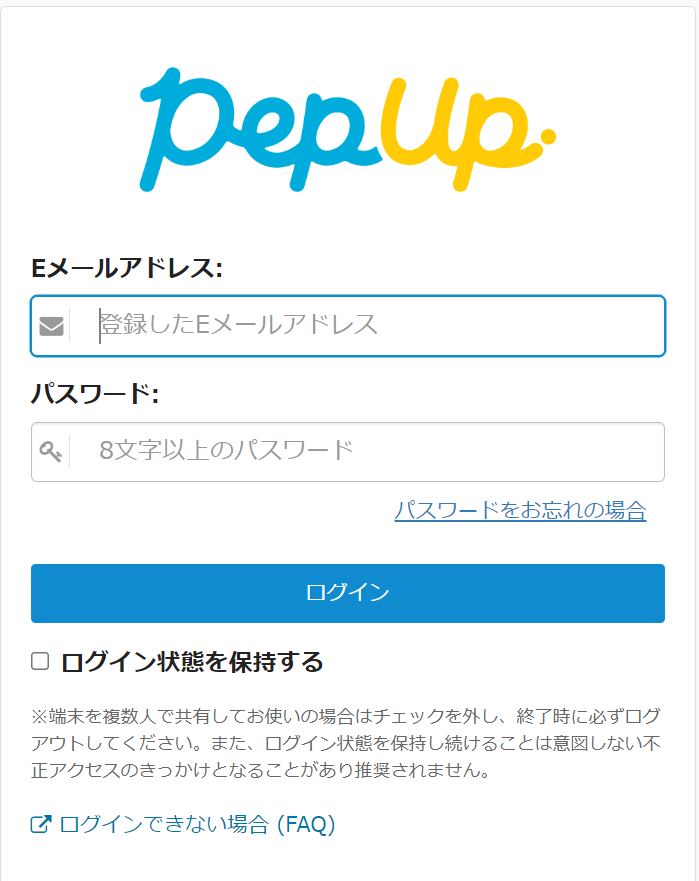 PepUp
Eメールアドレス:
登録したEメールアドレス
パスワード:
8文字以上のパスワード
パスワードをお忘れの場合
ログイン
ログイン状態を保持する
※端末を複数人で共有してお使いの場合はチェックを外し、終了時に必ずログ
アウトしてください。また、ログイン状態を保持し続けることは意図しない不
正アクセスのきっかけとなることがあり推奨されません。
ログインできない場合 (FAQ)